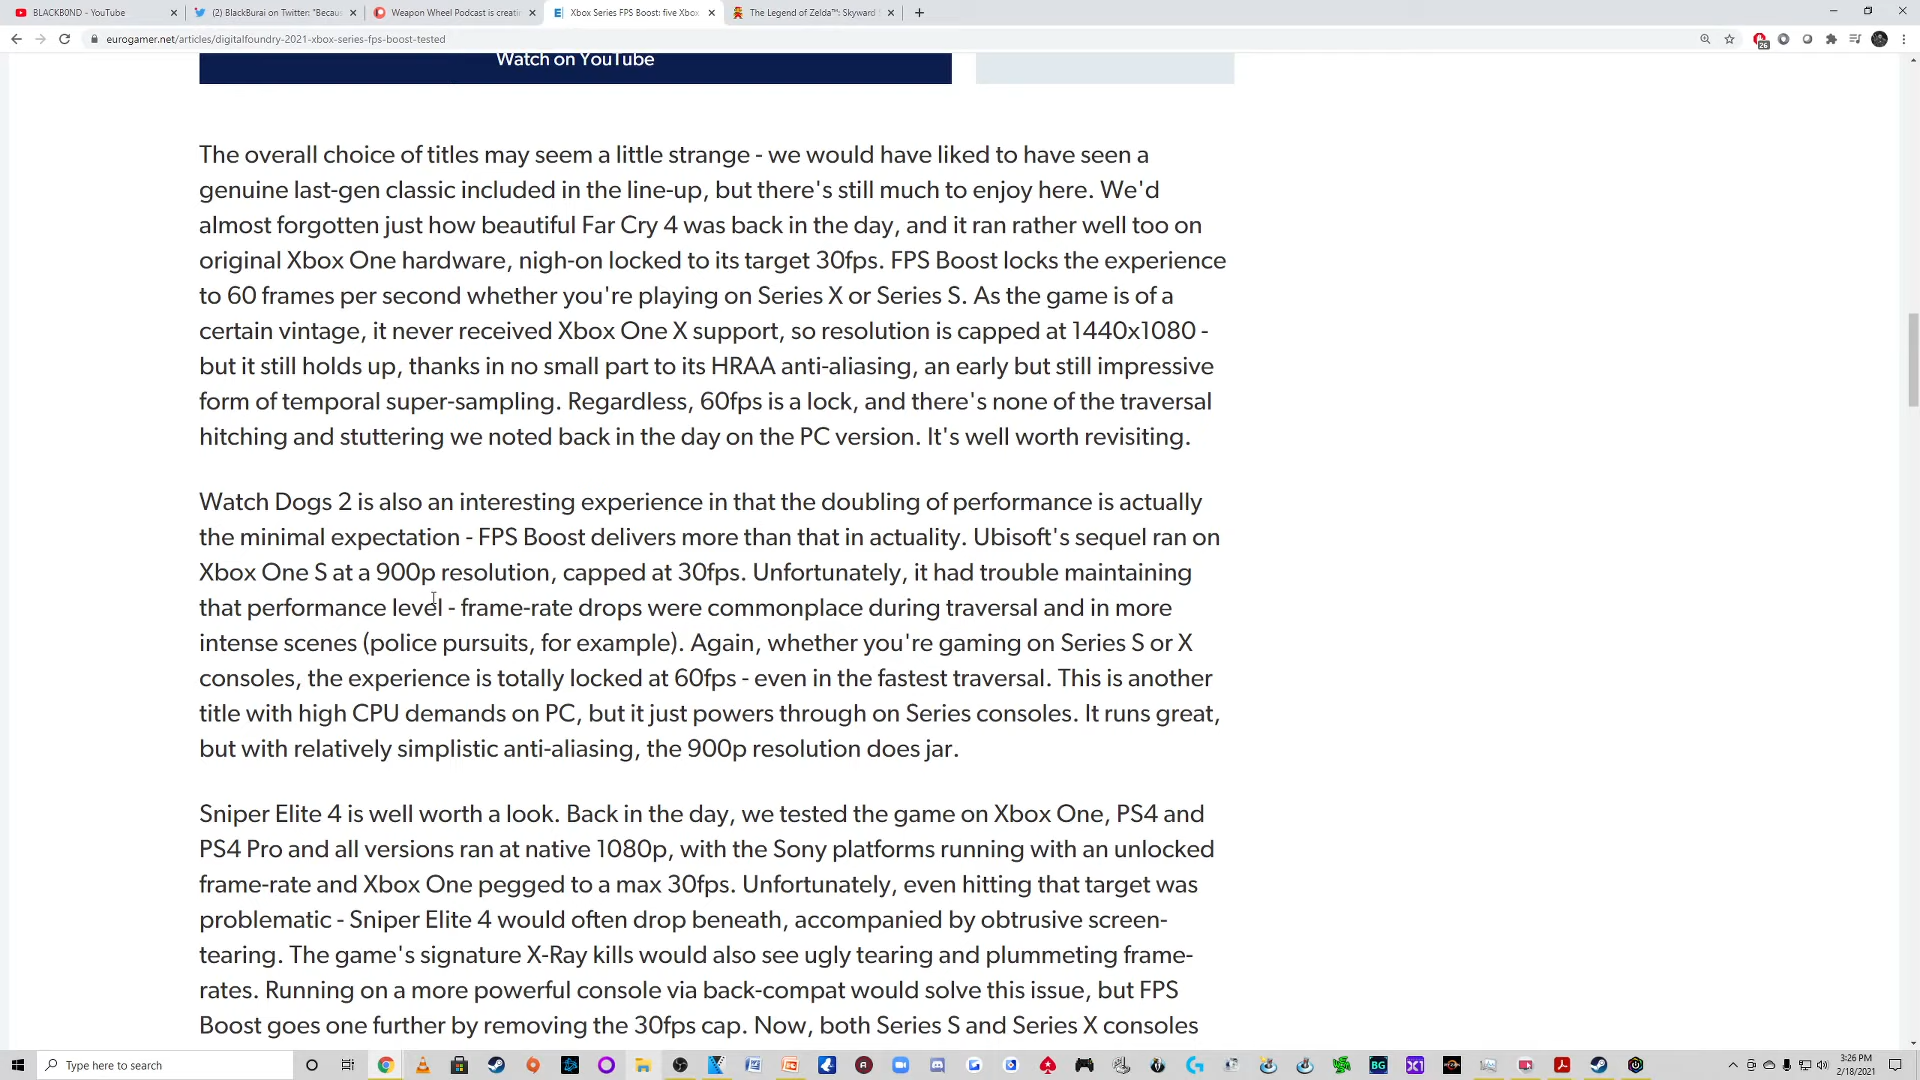 BLACKB0ND - YouTube
(2) BlackBurai on Twitter: "Becau
Weapon Wheel Podcast is creati
Xbox Series FPS Boost: five Xbox
The Legend of Zelda™: Skyward
eurogamer.net/articles/digitalfoundry-2021-xbox-series-fps-boost-tested
26
Watch on YouTube
The overall choice of titles may seem a little strange - we would have liked to have seen a
genuine last-gen classic included in the line-up, but there's still much to enjoy here. We'd
almost forgotten just how beautiful Far Cry 4 was back in the day, and it ran rather well too on
original Xbox One hardware, nigh-on locked to its target 30fps. FPS Boost locks the experience
to 60 frames per second whether you're playing on Series X or Series S. As the game is of a
certain vintage, it never received Xbox One X support, so resolution is capped at 1440x1080 -
but it still holds up, thanks in no small part to its HRAA anti-aliasing, an early but still impressive
form of temporal super-sampling. Regardless, 60fps is a lock, and there's none of the traversal
hitching and stuttering we noted back in the day on the PC version. It's well worth revisiting.
Watch Dogs 2 is also an interesting experience in that the doubling of performance is actually
the minimal expectation - FPS Boost delivers more than that in actuality. Ubisoft's sequel ran on
Xbox One S at a 900p resolution, capped at 30fps. Unfortunately, it had trouble maintaining
that performance level - frame-rate drops were commonplace during traversal and in more
intense scenes (police pursuits, for example). Again, whether you're gaming on Series S or X
consoles, the experience is totally locked at 60fps - even in the fastest traversal. This is another
title with high CPU demands on PC, but it just powers through on Series consoles. It runs great,
but with relatively simplistic anti-aliasing, the 900p resolution does jar.
Sniper Elite 4 is well worth a look. Back in the day, we tested the game on Xbox One, PS4 and
PS4 Pro and all versions ran at native 1080p, with the Sony platforms running with an unlocked
frame-rate and Xbox One pegged to a max 30fps. Unfortunately, even hitting that target was
problematic - Sniper Elite 4 would often drop beneath, accompanied by obtrusive screen-
tearing. The game's signature X-Ray kills would also see ugly tearing and plummeting frame-
rates. Running on a more powerful console via back-compat would solve this issue, but FPS
Boost goes one further by removing the 30fps cap. Now, both Series S and Series X consoles
Type here to search
BG
X1
3:26 PM
2/18/2021